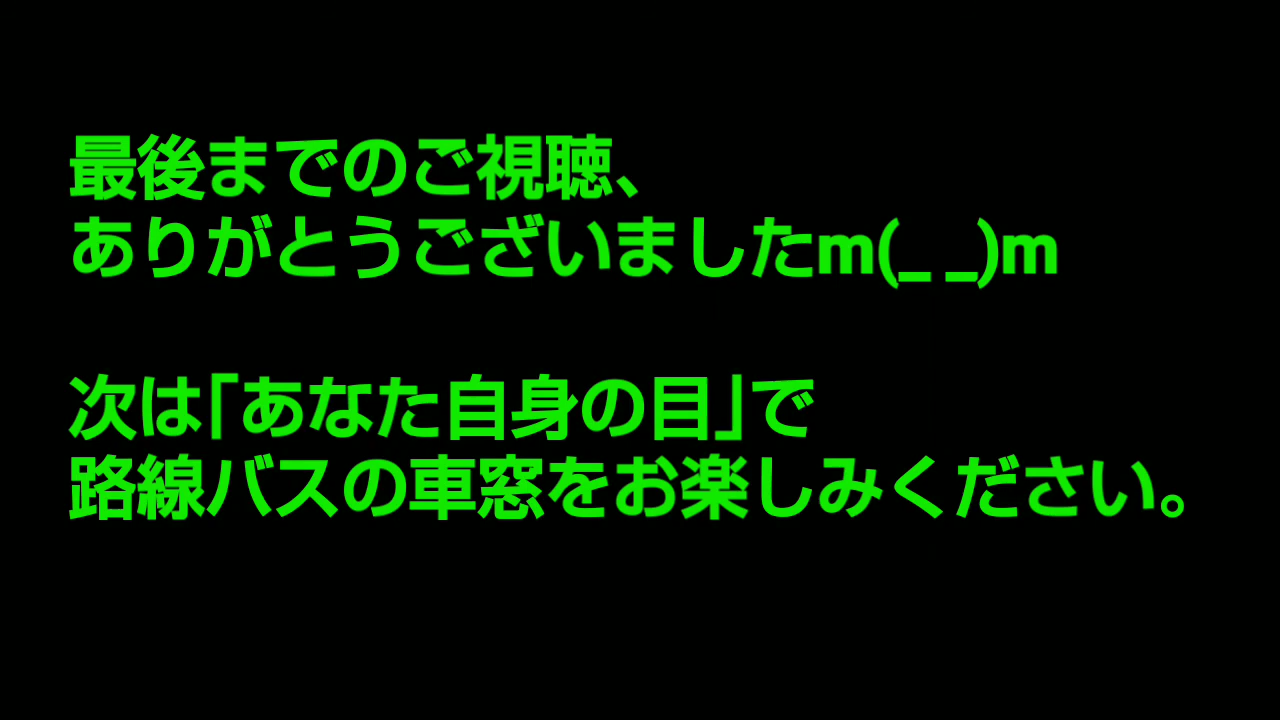 最後までのご視聴、
ありがとうございましたm(_ _)m
次は「あなた自身の目」で
路線バスの車窓をお楽しみください。